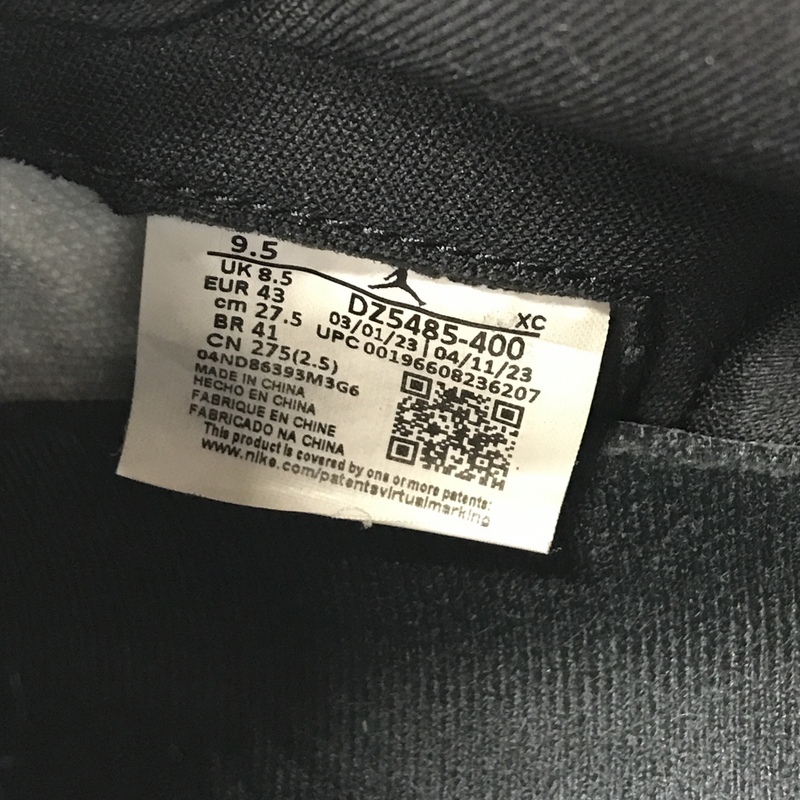 9.5
UK 8.5
EUR 43
cm 27.5
BR 41
CN 275(2.5)
XC
DZ5485-400
03/01/23 | 04/11/23
UPC 00196608236207
04ND86393M3G6
MADE IN CHINA
HECHO EN CHINA
FABRIQUE EN CHINE
FABRICADO NA CHINA
This product is covered by one or more patents:
www.nike.com/patentsvirtualmarking